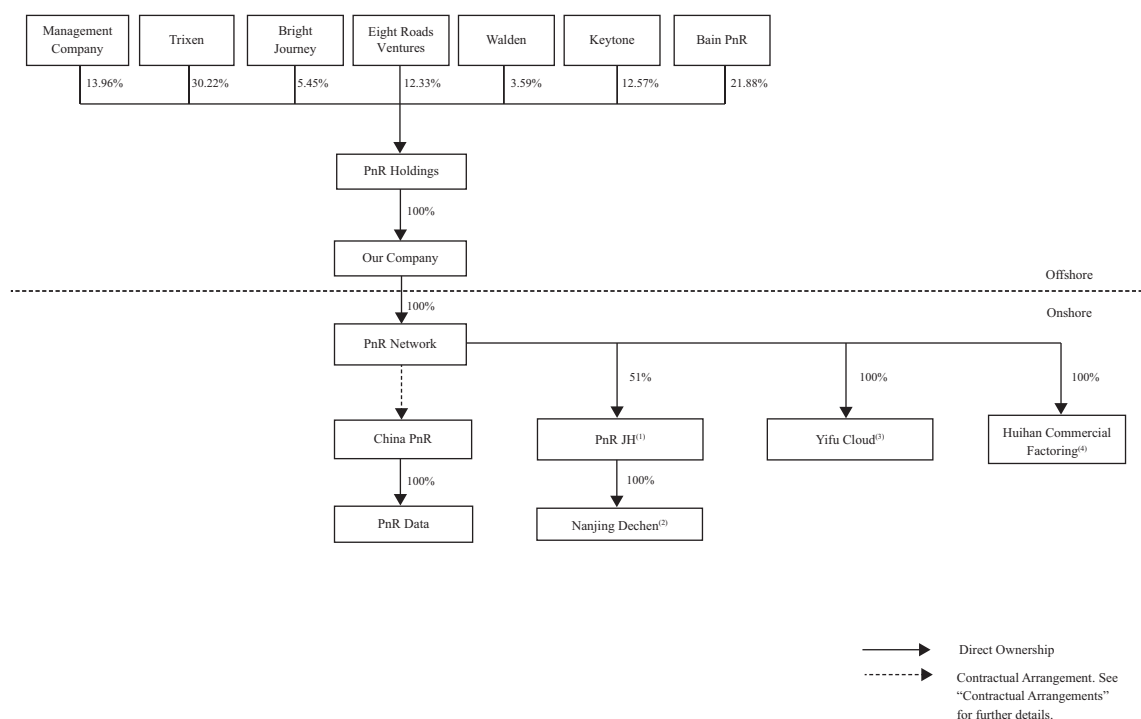 Management
Company
Trixen
Bright
Journey
Eight Roads
Ventures
Walden
Keytone
Bain PnR
13.96%
30.22%
5.45%
12.33%
3.59%
12.57%
21.88%
PnR Holdings
100%
Our Company
Offshore
100%
Onshore
PnR Network
51%
100%
100%
China PnR
PnR JH(1)
Yifu Cloud(3)
Huihan Commercial
Factoring(4)
100%
100%
PnR Data
Nanjing Dechen(2)
Direct Ownership
Contractual Arrangement. See
“Contractual Arrangements”
for further details.